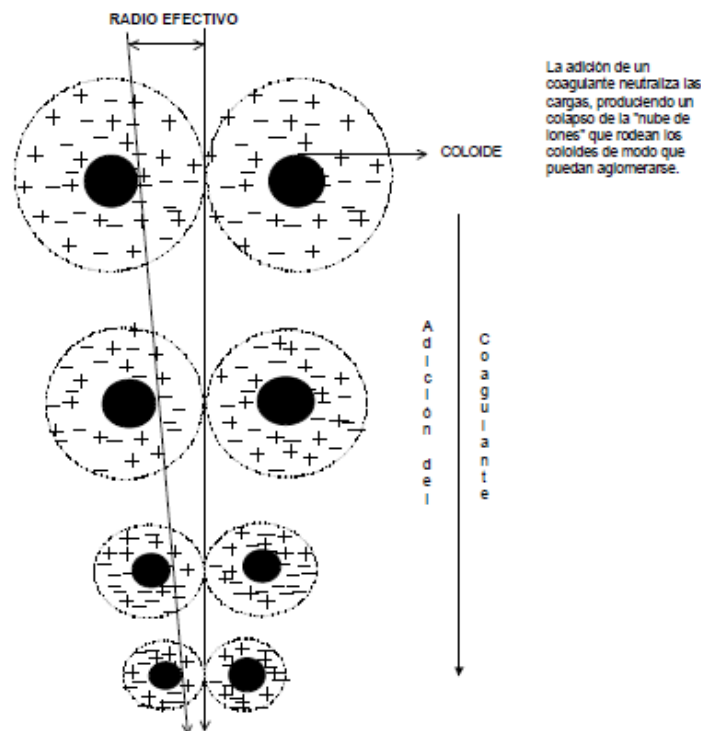 RADIO EFECTIVO
La adición de un
coagulante neutraliza las
cargas, produciendo un
colapso de la "nube de
iones" que rodean los
coloides de modo que
puedan aglomerarse.
COLOIDE
Adición del
Coagulante